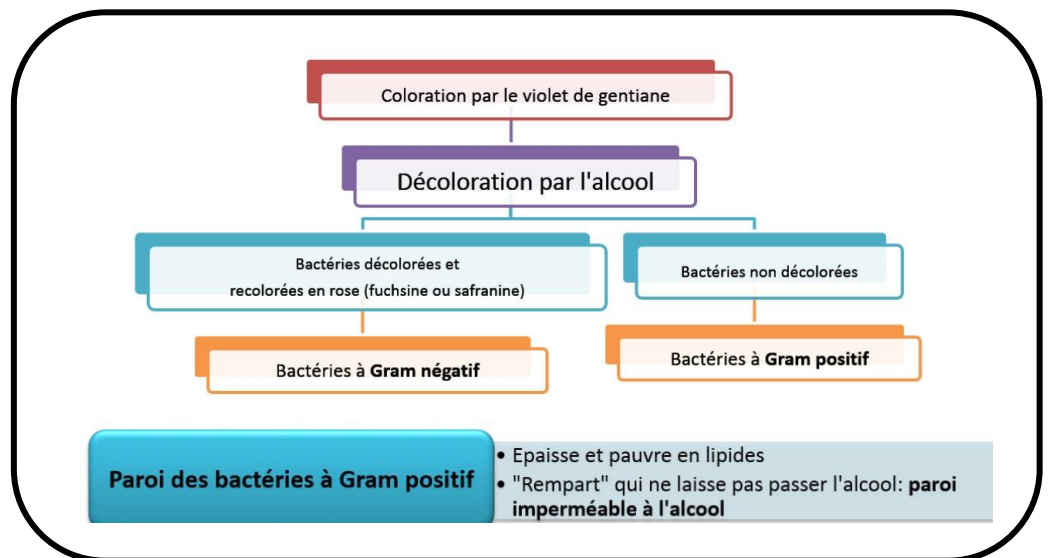 Coloration par le violet de gentiane
Décoloration par l'alcool
Bactéries décolorées et
recolorées en rose (fuchsine ou safranine)
Bactéries non décolorées
Bactéries à Gram négatif
Bactéries à Gram positif
Paroi des bactéries à Gram positif
• Epaisse et pauvre en lipides
• "Rempart" qui ne laisse pas passer l'alcool: paroi
imperméable à l'alcool